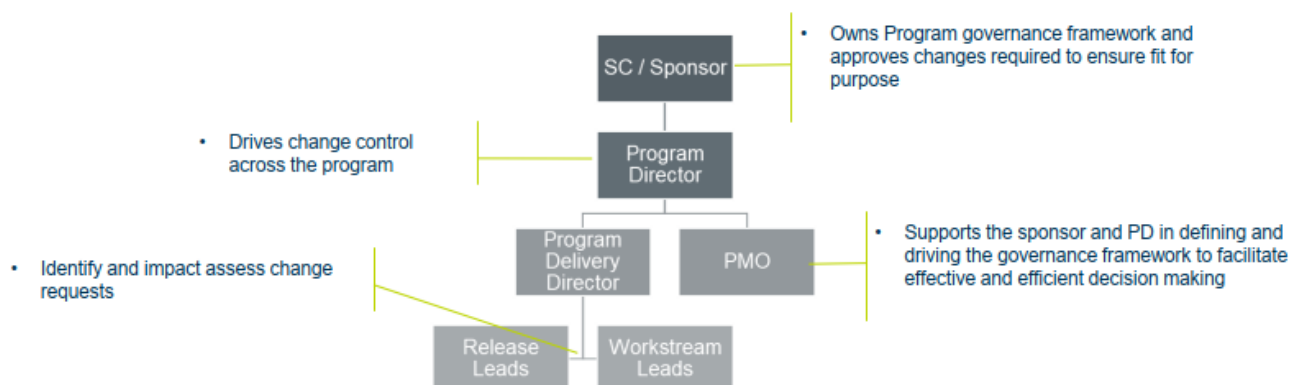 • Owns Program governance framework and
approves changes required to ensure fit for
purpose
SC / Sponsor
• Drives change control
across the program
Program
Director
• Supports the sponsor and PD in defining and
driving the governance framework to facilitate
effective and efficient decision making
Program
Delivery
Director
PMO
• Identify and impact assess change
requests
Release
Leads
Workstream
Leads